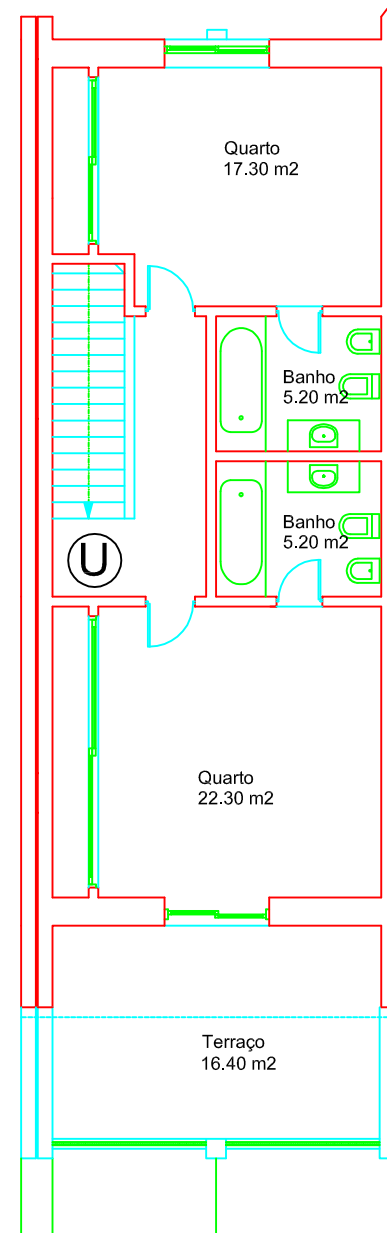 Quarto
17.30 m2
Banho
5.20 m2
Banho
5.20 m2
U
Quarto
22.30 m2
Terraço
16.40 m2